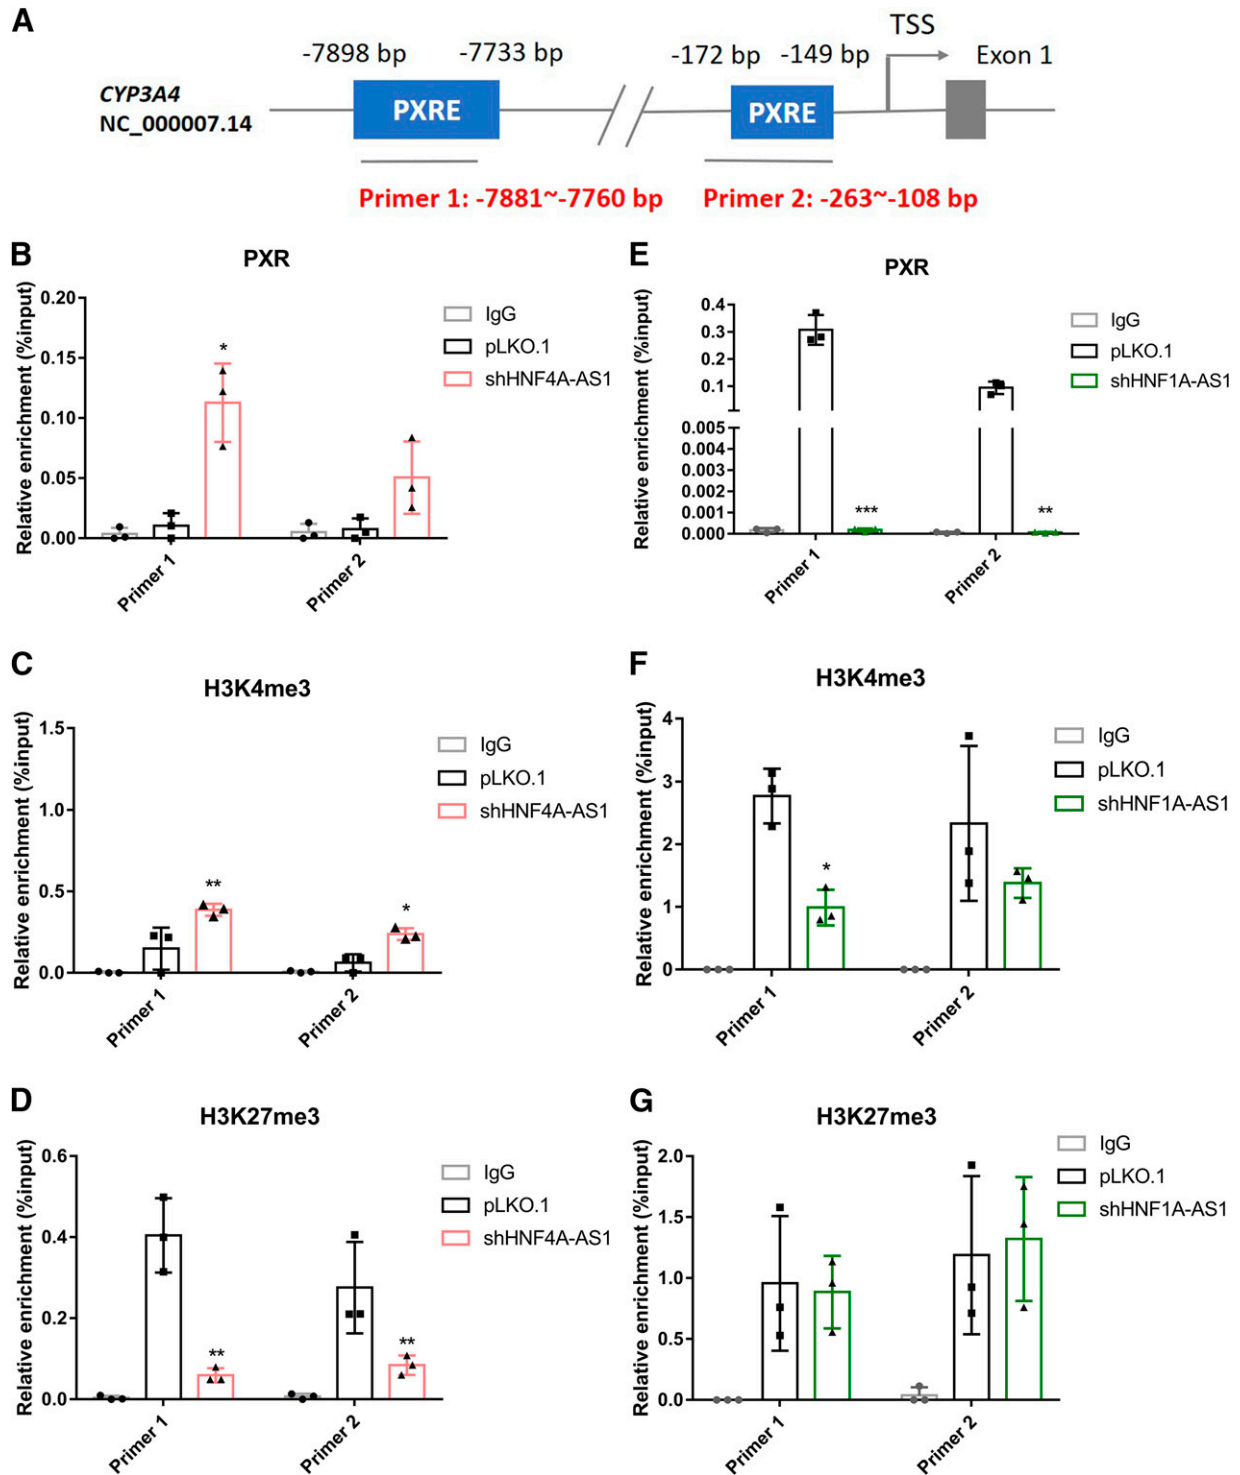 A
-7898 bp
-7733 bp
-172 bp
-149 bp
TSS
Exon 1
CYP3A4
NC_000007.14
PXRE
PXRE
Primer 1: -7881~-7760 bp
Primer 2: -263~-108 bp
B
PXR
Relative enrichment (%input)
0.20
0.15
0.10
0.05
0.00
*
IgG
pLKO.1
shHNF4A-AS1
Primer 1
Primer 2
E
PXR
Relative enrichment (%input)
0.4
0.3
0.2
0.1
0.005
0.004
0.003
0.002
0.001
0.000
***
**
IgG
pLKO.1
shHNF1A-AS1
Primer 1
Primer 2
C
H3K4me3
Relative enrichment (%input)
1.5
1.0
0.5
0.0
**
*
IgG
pLKO.1
shHNF4A-AS1
Primer 1
Primer 2
F
H3K4me3
Relative enrichment (%input)
4
3
2
1
0
*
IgG
pLKO.1
shHNF1A-AS1
Primer 1
Primer 2
D
H3K27me3
Relative enrichment (%input)
0.6
0.4
0.2
0.0
**
**
IgG
pLKO.1
shHNF4A-AS1
Primer 1
Primer 2
G
H3K27me3
Relative enrichment (%input)
2.0
1.5
1.0
0.5
0.0
IgG
pLKO.1
shHNF1A-AS1
Primer 1
Primer 2